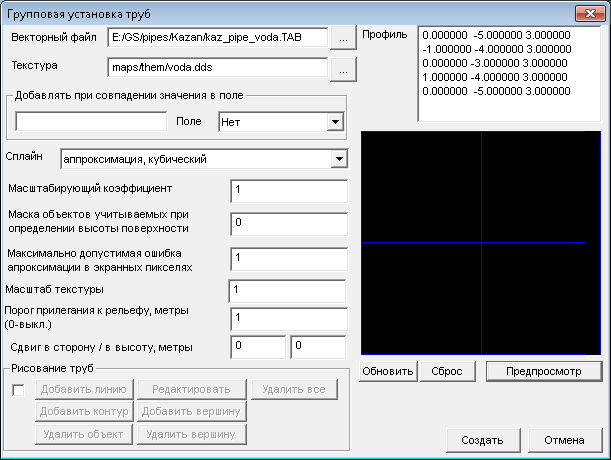 Групповая установка труб
Векторный файл
E:/GS/pipes/Kazan/kaz_pipe_voda.TAB
...
Текстура
maps/them/voda.dds
...
Добавлять при совпадении значения в поле
Поле
Нет
Сплайн
аппроксимация, кубический
Масштабирующий коэффициент
1
Маска объектов учитываемых при
определении высоты поверхности
0
Максимально допустимая ошибка
апроксимации в экранных пикселях
1
Масштаб текстуры
1
Порог прилегания к рельефу, метры
(0-выкл.)
1
Сдвиг в сторону / в высоту, метры
0
0
Рисование труб
Добавить линию
Редактировать
Удалить все
Добавить контур
Добавить вершину
Удалить объект
Удалить вершину
Профиль
0.000000 -5.000000 3.000000
-1.000000 -4.000000 3.000000
0.000000 -3.000000 3.000000
1.000000 -4.000000 3.000000
0.000000 -5.000000 3.000000
Обновить
Сброс
Предпросмотр
Создать
Отмена